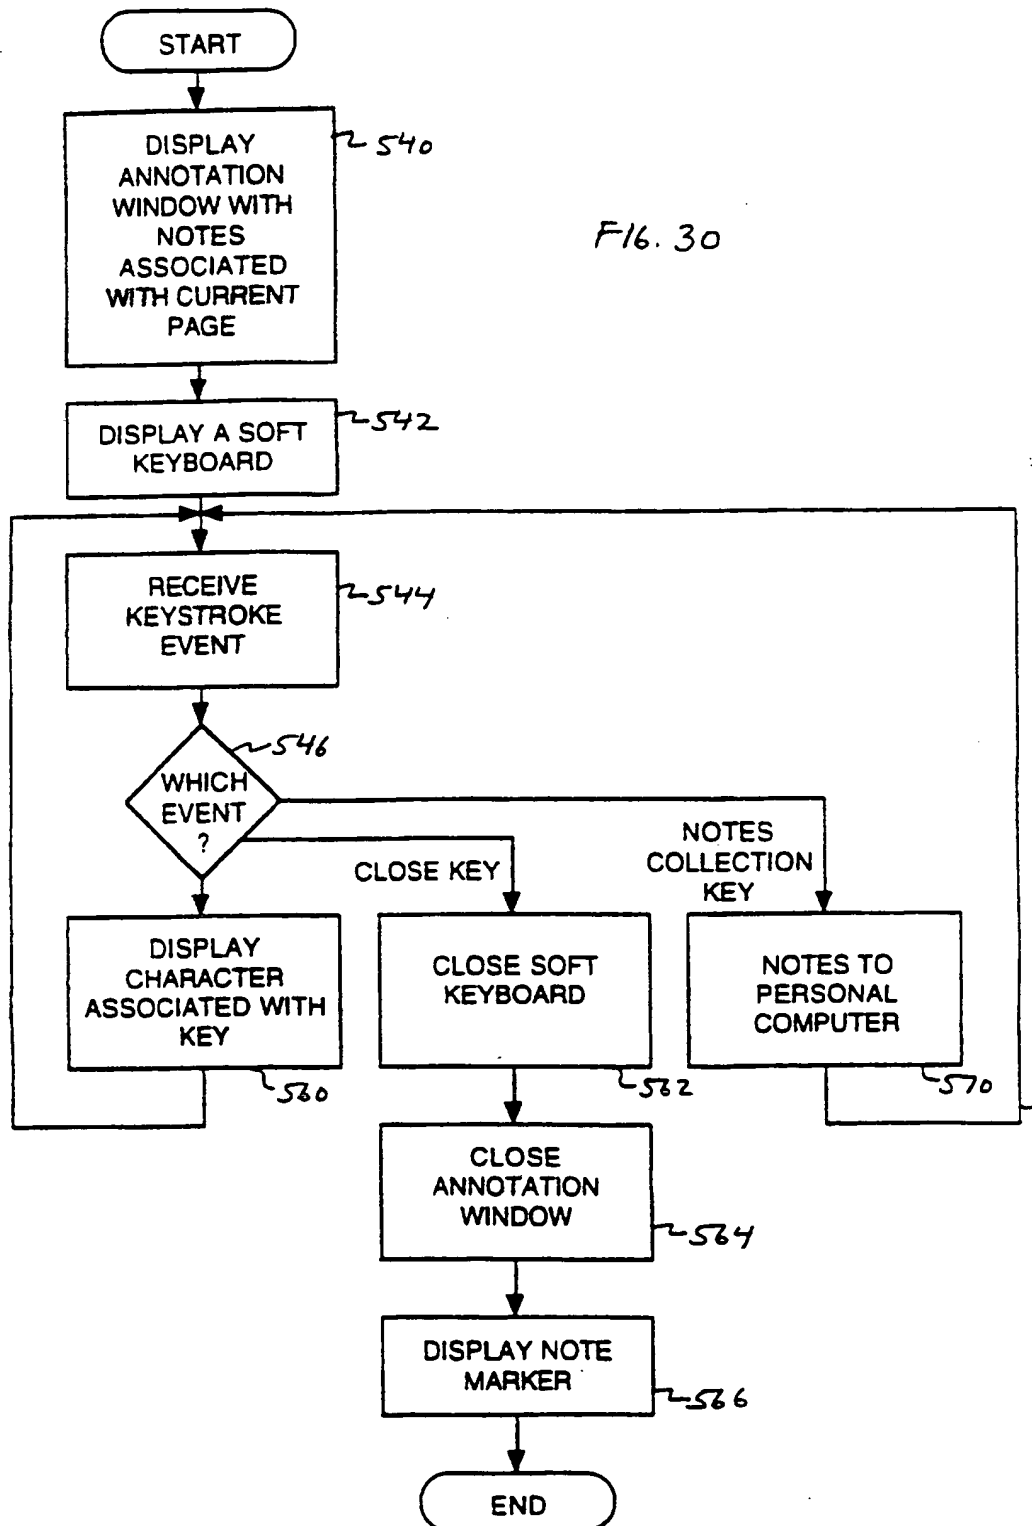 START
DISPLAY
ANNOTATION
WINDOW WITH
NOTES
ASSOCIATED
WITH CURRENT
PAGE
540
FIG. 30
DISPLAY A SOFT
KEYBOARD
542
RECEIVE
KEYSTROKE
EVENT
544
WHICH
EVENT
?
546
CLOSE KEY
NOTES
COLLECTION
KEY
DISPLAY
CHARACTER
ASSOCIATED WITH
KEY
560
CLOSE SOFT
KEYBOARD
562
NOTES TO
PERSONAL
COMPUTER
570
CLOSE
ANNOTATION
WINDOW
564
DISPLAY NOTE
MARKER
566
END